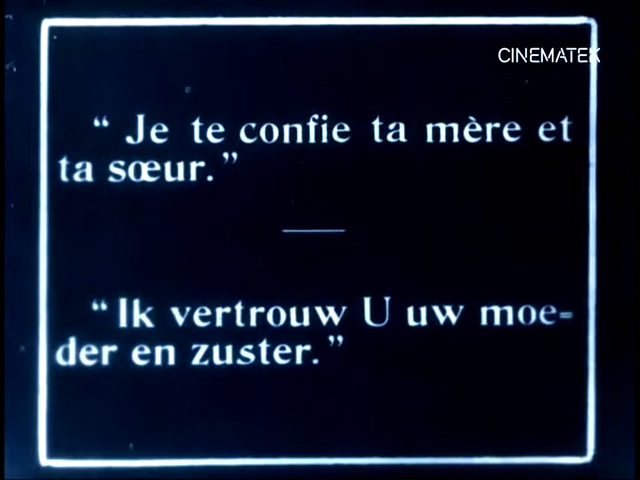 CINEMATEK
“ Je te confie ta mère et
ta sœur.”
“Ik vertrouw U uw moe=
der en zuster.”